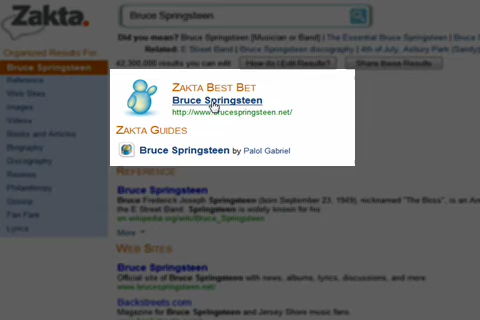 Zakta.
Bruce Springsteen
Did you mean? Bruce Springsteen [Musician or Band] | The Essential Bruce Springsteen | Bruce
Related: E Street Band | Bruce Springsteen discography | 4th of July, Asbury Park (Sandy)
Organized Results For
42,300,000 results you can edit
How do I Edit Results?
Share these Results
Bruce Springsteen
Reference
Web Sites
Images
Videos
Books and Articles
Biography
Discography
Reviews
Philanthropy
Fan Fare
Lyrics
Zakta Best Bet
Bruce Springsteen
http://www.brucespringsteen.net/
Zakta Guides
Bruce Springsteen by Palol Gabriel
Reference
Bruce Springsteen
Bruce Frederick Joseph Springsteen (born September 23, 1949), nicknamed "The Boss", is an Am
the E Street Band. Springsteen is widely known for his
en.wikipedia.org/wiki/Bruce_Springsteen
More
Web Sites
Bruce Springsteen
Official site of Bruce Springsteen with news, albums, lyrics, discussions, and more
www.brucespringsteen.net/
Backstreets.com
Magazine for Bruce Springsteen and Jersey Shore music fans.